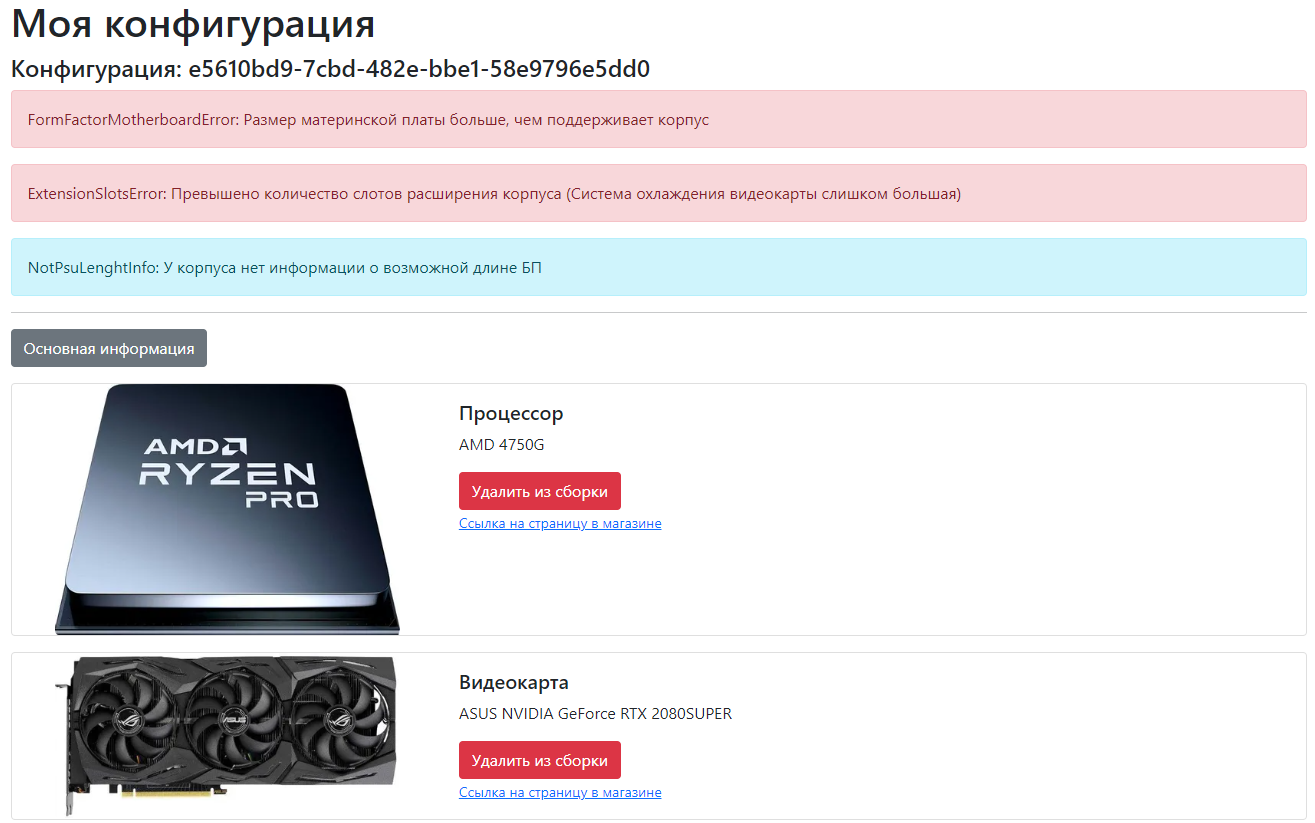 Моя конфигурация
Конфигурация: e5610bd9-7cbd-482e-bbe1-58e9796e5dd0
FormFactorMotherboardError: Размер материнской платы больше, чем поддерживает корпус
ExtensionSlotsError: Превышено количество слотов расширения корпуса (Система охлаждения видеокарты слишком большая)
NotPsuLenghtInfo: У корпуса нет информации о возможной длине БП
Основная информация
AMD
RYZEN
PRO
Процессор
AMD 4750G
Удалить из сборки
Ссылка на страницу в магазине
ASUS
Видеокарта
ASUS NVIDIA GeForce RTX 2080SUPER
Удалить из сборки
Ссылка на страницу в магазине